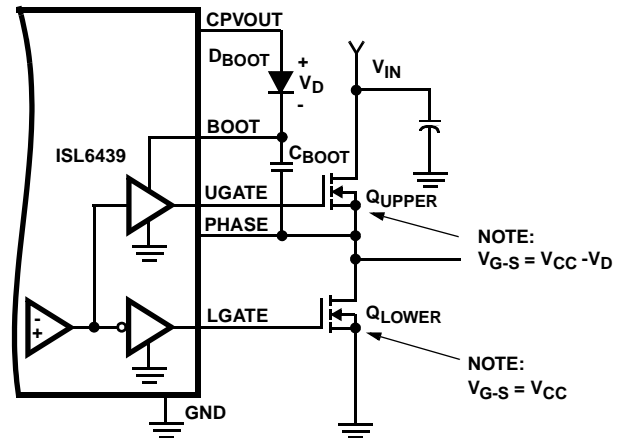 CPVOUT
DBOOT
+
VD
-
VIN
BOOT
CBOOT
ISL6439
UGATE
QUPPER
PHASE
NOTE:
VG-S = VCC -VD
-
+
LGATE
QLOWER
NOTE:
VG-S = VCC
GND